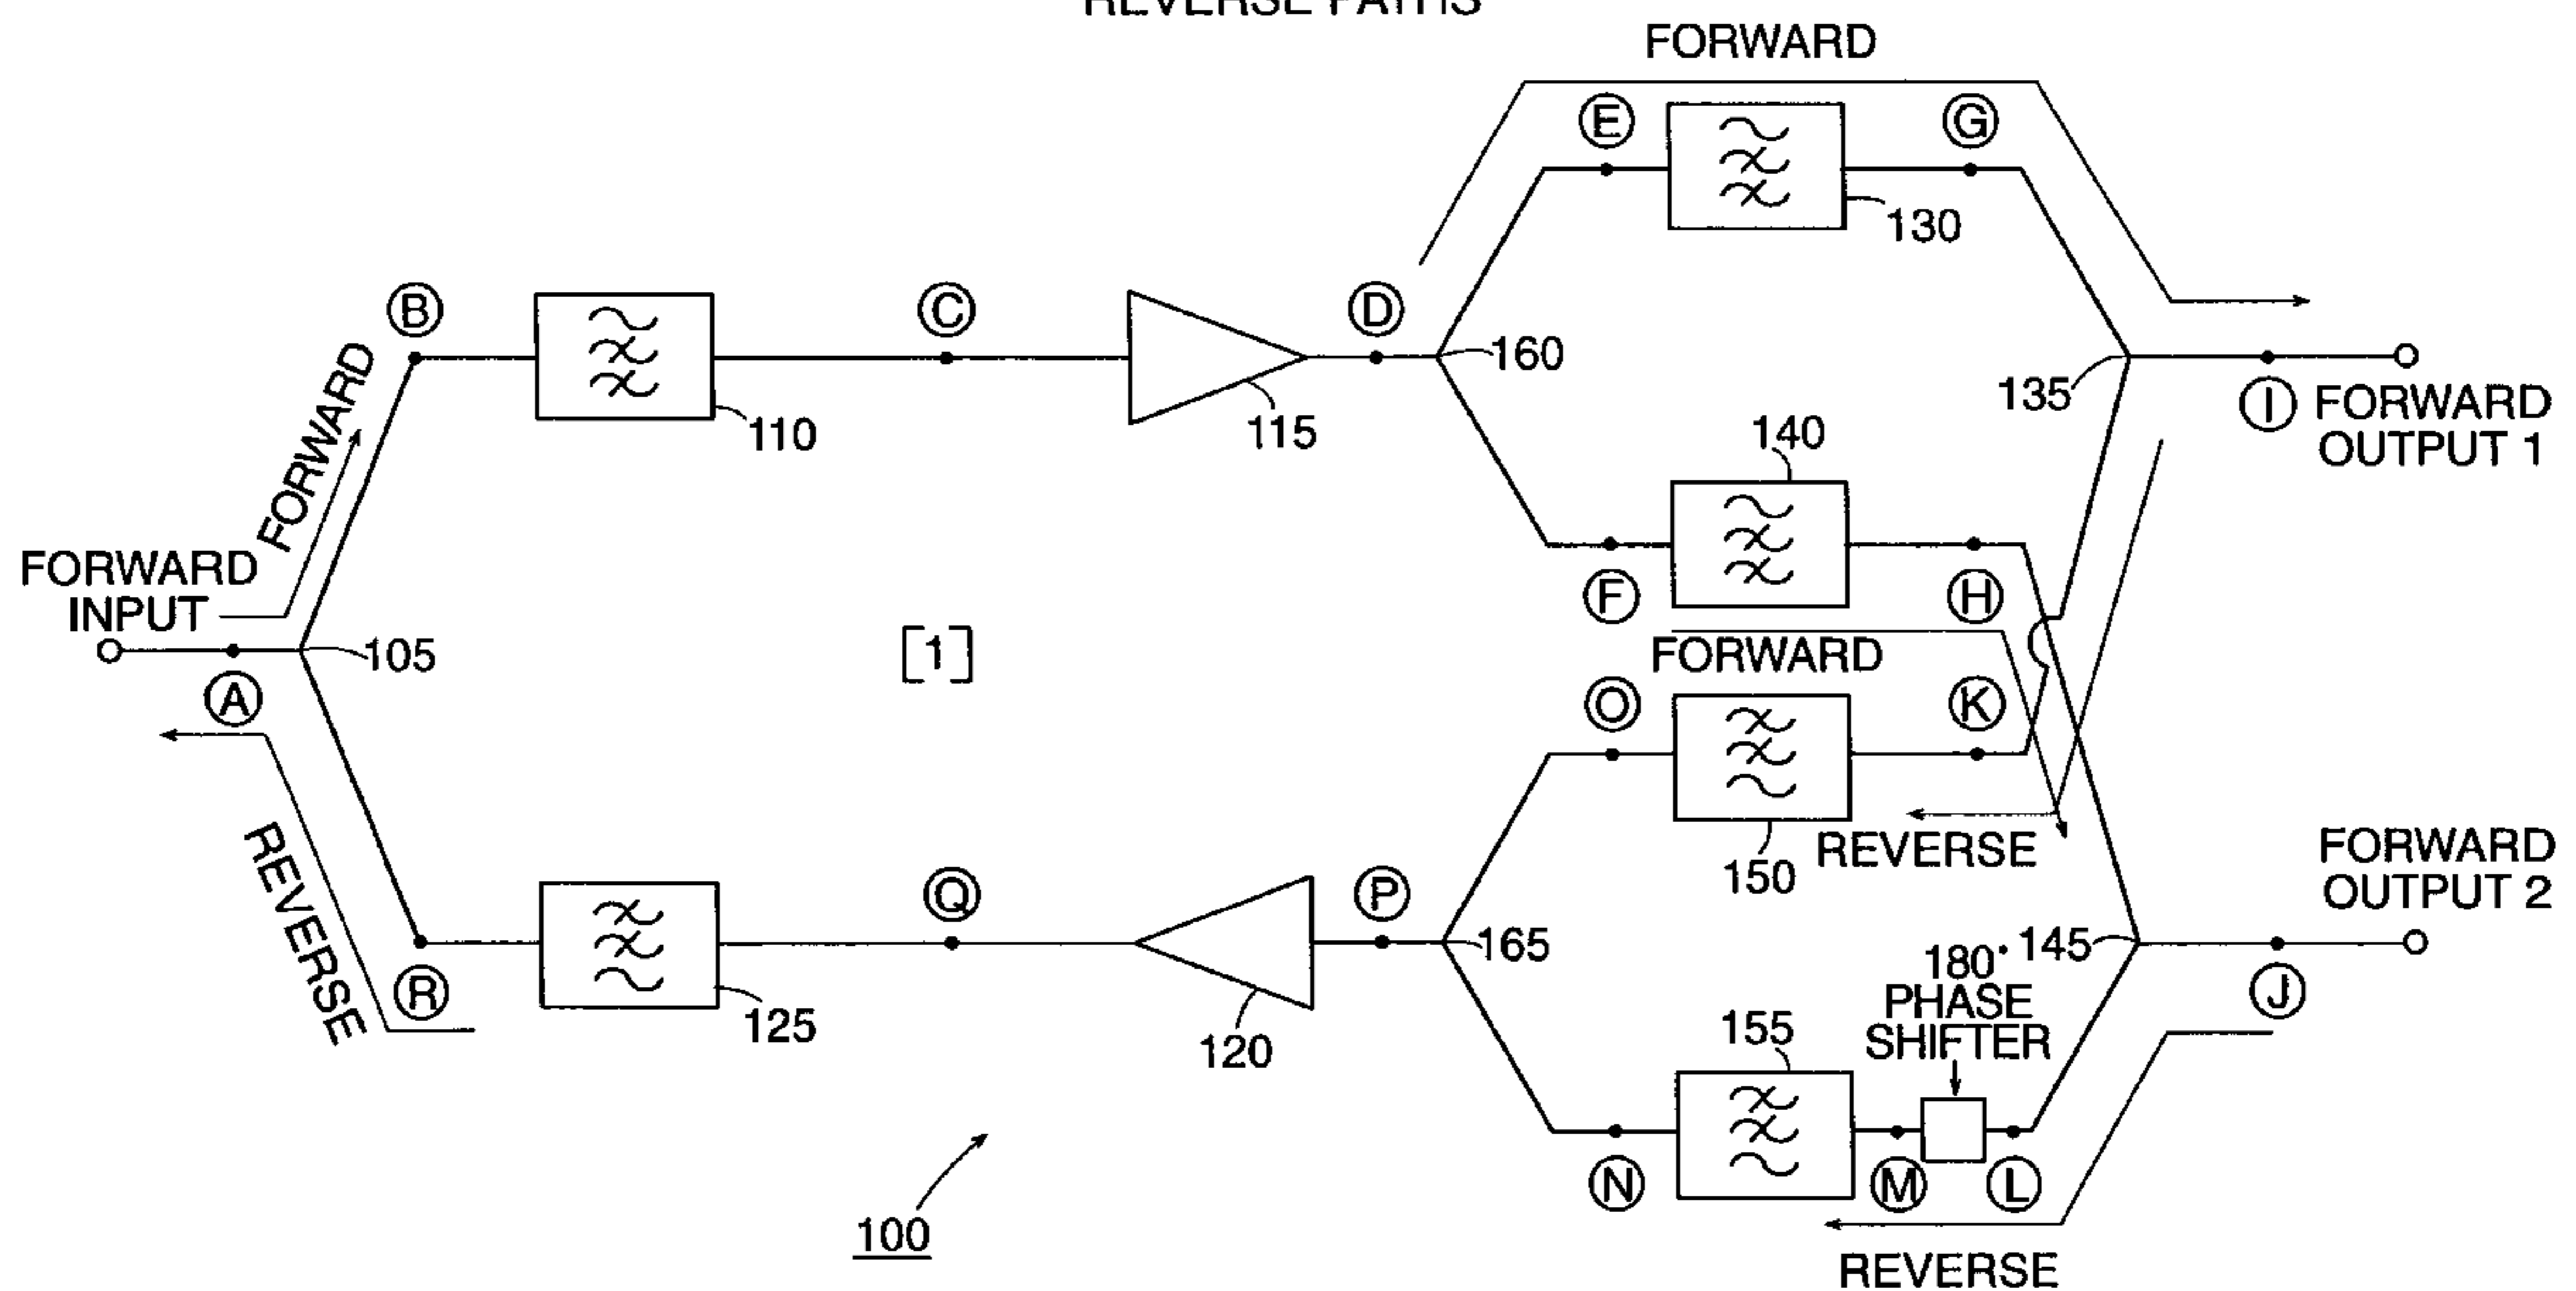 REVERSE PATHS
FORWARD
E
G
130
B
C
D
160
135
I
FORWARD
OUTPUT 1
110
115
140
FORWARD
FORWARD
INPUT
105
A
[1]
F
H
FORWARD
O
K
REVERSE
150
REVERSE
Q
P
165
R
125
120
180°
PHASE
SHIFTER
145
FORWARD
OUTPUT 2
J
155
N
M
L
100
REVERSE